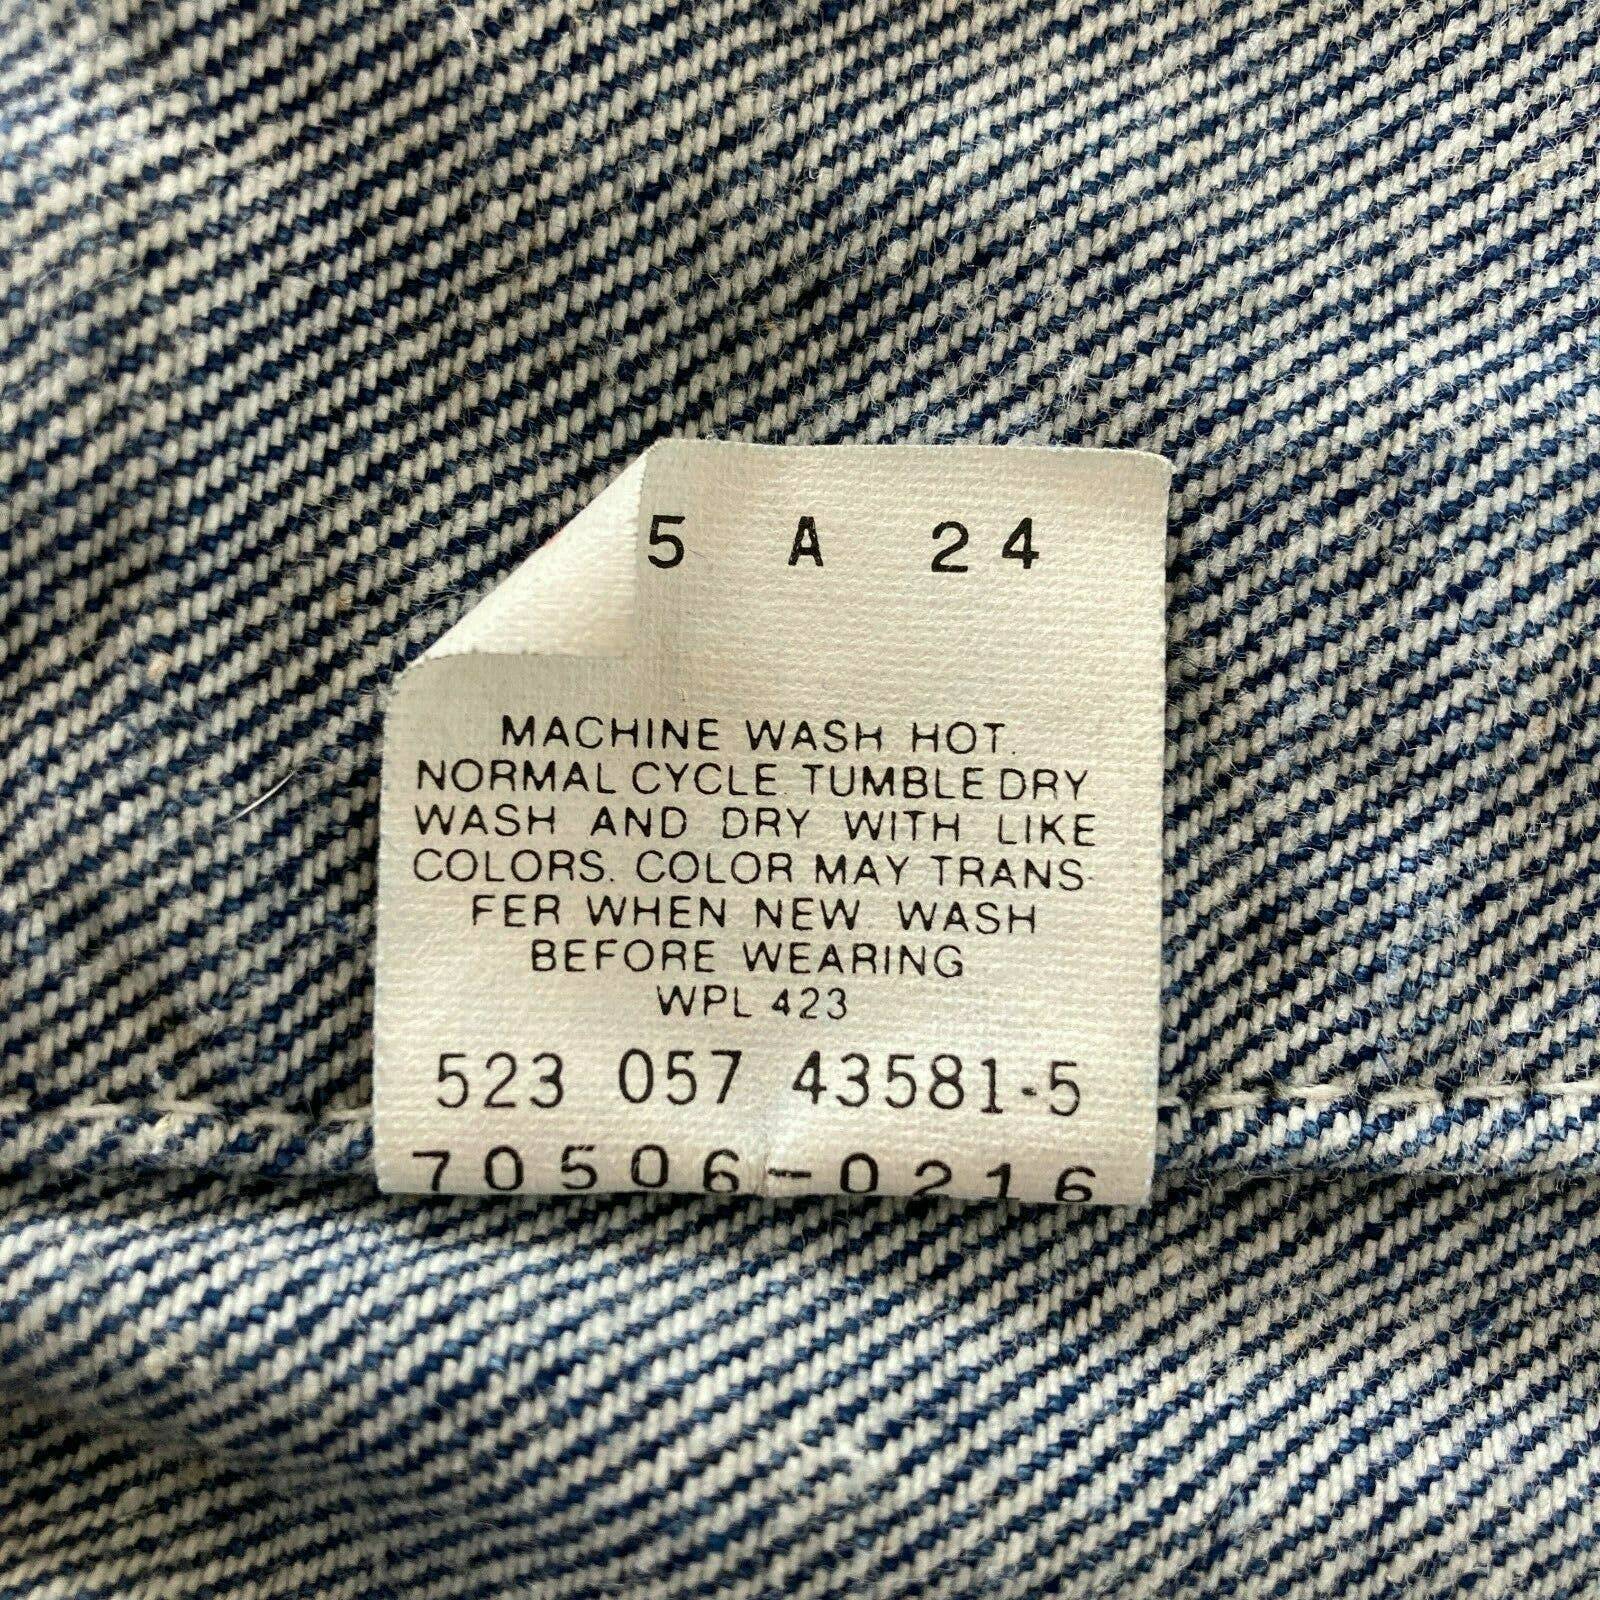 5 A 24
MACHINE WASH HOT.
NORMAL CYCLE. TUMBLE DRY.
WASH AND DRY WITH LIKE
COLORS. COLOR MAY TRANS-
FER WHEN NEW. WASH
BEFORE WEARING
WPL 423
523 057 43581-5
70506-0216